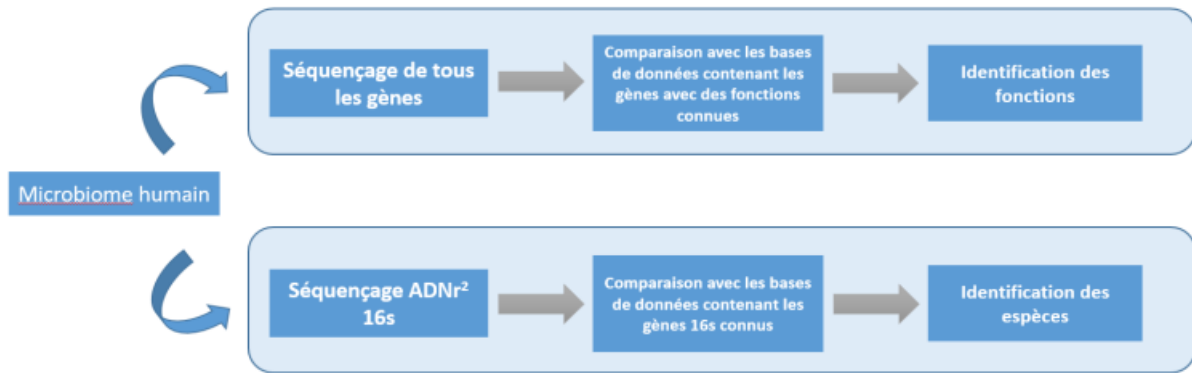 Séquençage de tous
les gènes
Comparaison avec les bases
de données contenant les
gènes avec des fonctions
connues
Identification des
fonctions
Microbiome humain
Séquençage ADNr²
16s
Comparaison avec les bases
de données contenant les
gènes 16s connus
Identification des
espèces